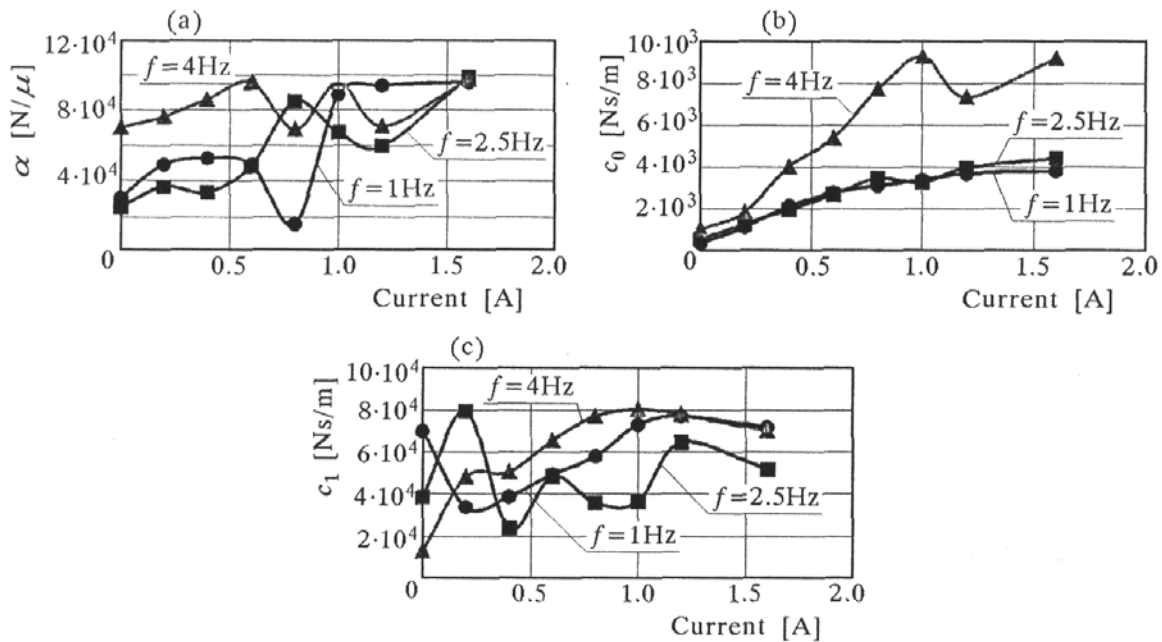 (a)
12·10⁴
8·10⁴
4·10⁴
0
α [N/μ]
f=4Hz
f=2.5Hz
f=1Hz
0 0.5 1.0 1.5 2.0
Current [A]
(b)
10·10³
8·10³
6·10³
4·10³
2·10³
c₀ [Ns/m]
f=4Hz
f=2.5Hz
f=1Hz
0 0.5 1.0 1.5 2.0
Current [A]
(c)
10·10⁴
8·10⁴
6·10⁴
4·10⁴
2·10⁴
c₁ [Ns/m]
f=4Hz
f=2.5Hz
f=1Hz
0.5 1.0 1.5 2.0
Current [A]